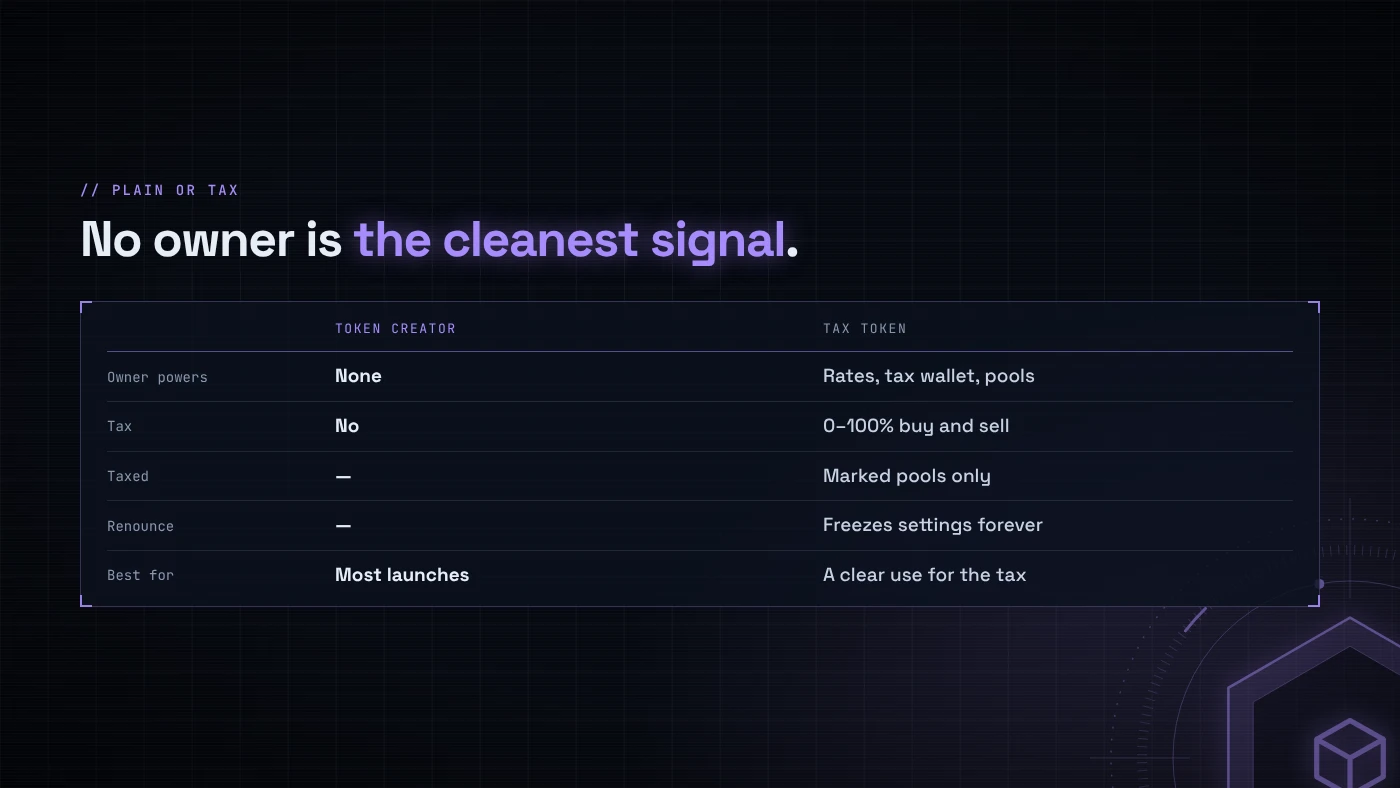 // PLAIN OR TAX
No owner is the cleanest signal.
TOKEN CREATOR TAX TOKEN
Owner powers None Rates, tax wallet, pools
Tax No 0–100% buy and sell
Taxed — Marked pools only
Renounce — Freezes settings forever
Best for Most launches A clear use for the tax